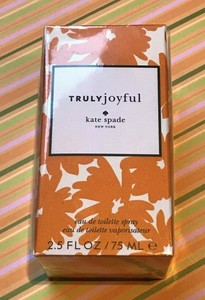 TRULYjoyful
kate spade
NEW YORK
eau de toilette spray
eau de toilette vaporisateur
2.5 FL OZ / 75 ML e